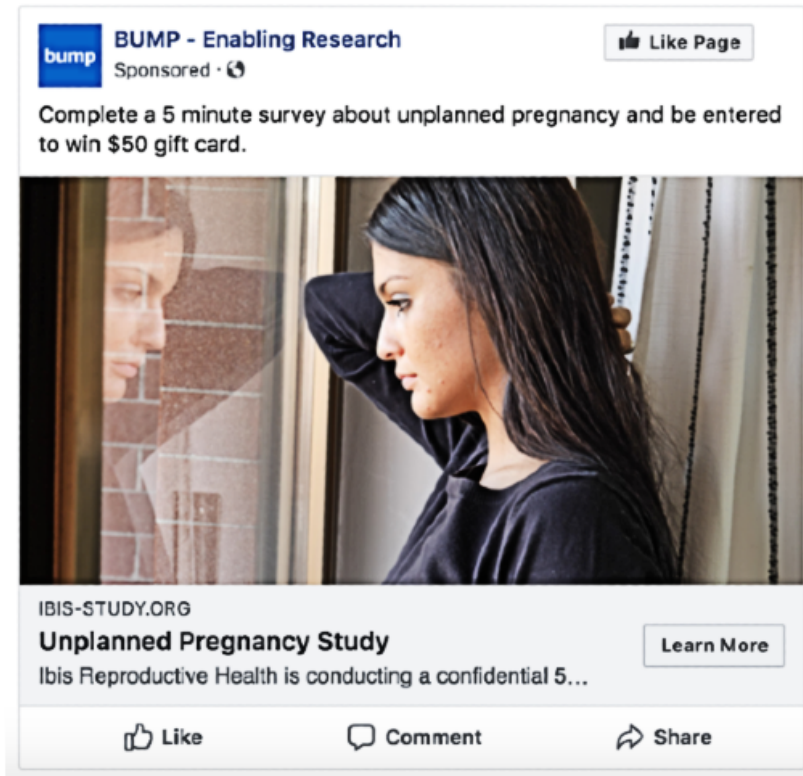 bump
BUMP - Enabling Research
Sponsored ·
Like Page
Complete a 5 minute survey about unplanned pregnancy and be entered
to win $50 gift card.
IBIS-STUDY.ORG
Unplanned Pregnancy Study
Learn More
Ibis Reproductive Health is conducting a confidential 5...
Like
Comment
Share